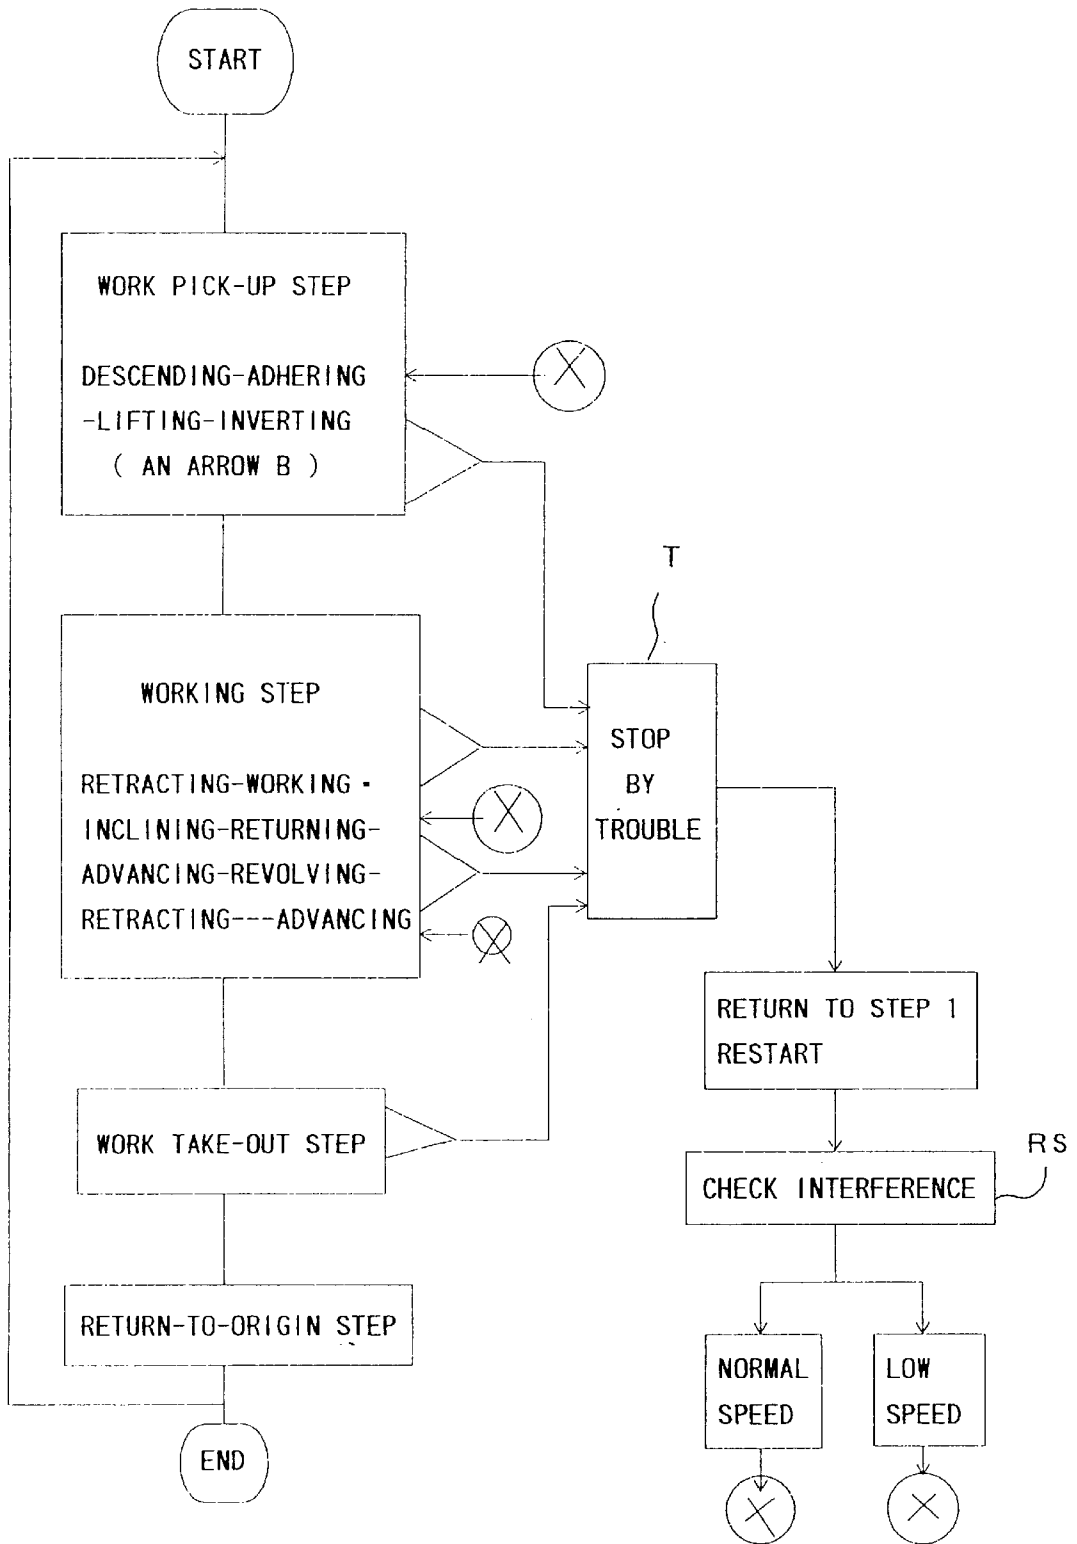 START
WORK PICK-UP STEP
DESCENDING-ADHERING
-LIFTING-INVERTING
( AN ARROW B )
X
T
WORKING STEP
RETRACTING-WORKING-
INCLINING-RETURNING-
ADVANCING-REVOLVING-
RETRACTING---ADVANCING
X
X
STOP
BY
TROUBLE
RETURN TO STEP 1
RESTART
WORK TAKE-OUT STEP
RS
CHECK INTERFERENCE
RETURN-TO-ORIGIN STEP
NORMAL
SPEED
LOW
SPEED
END
X
X